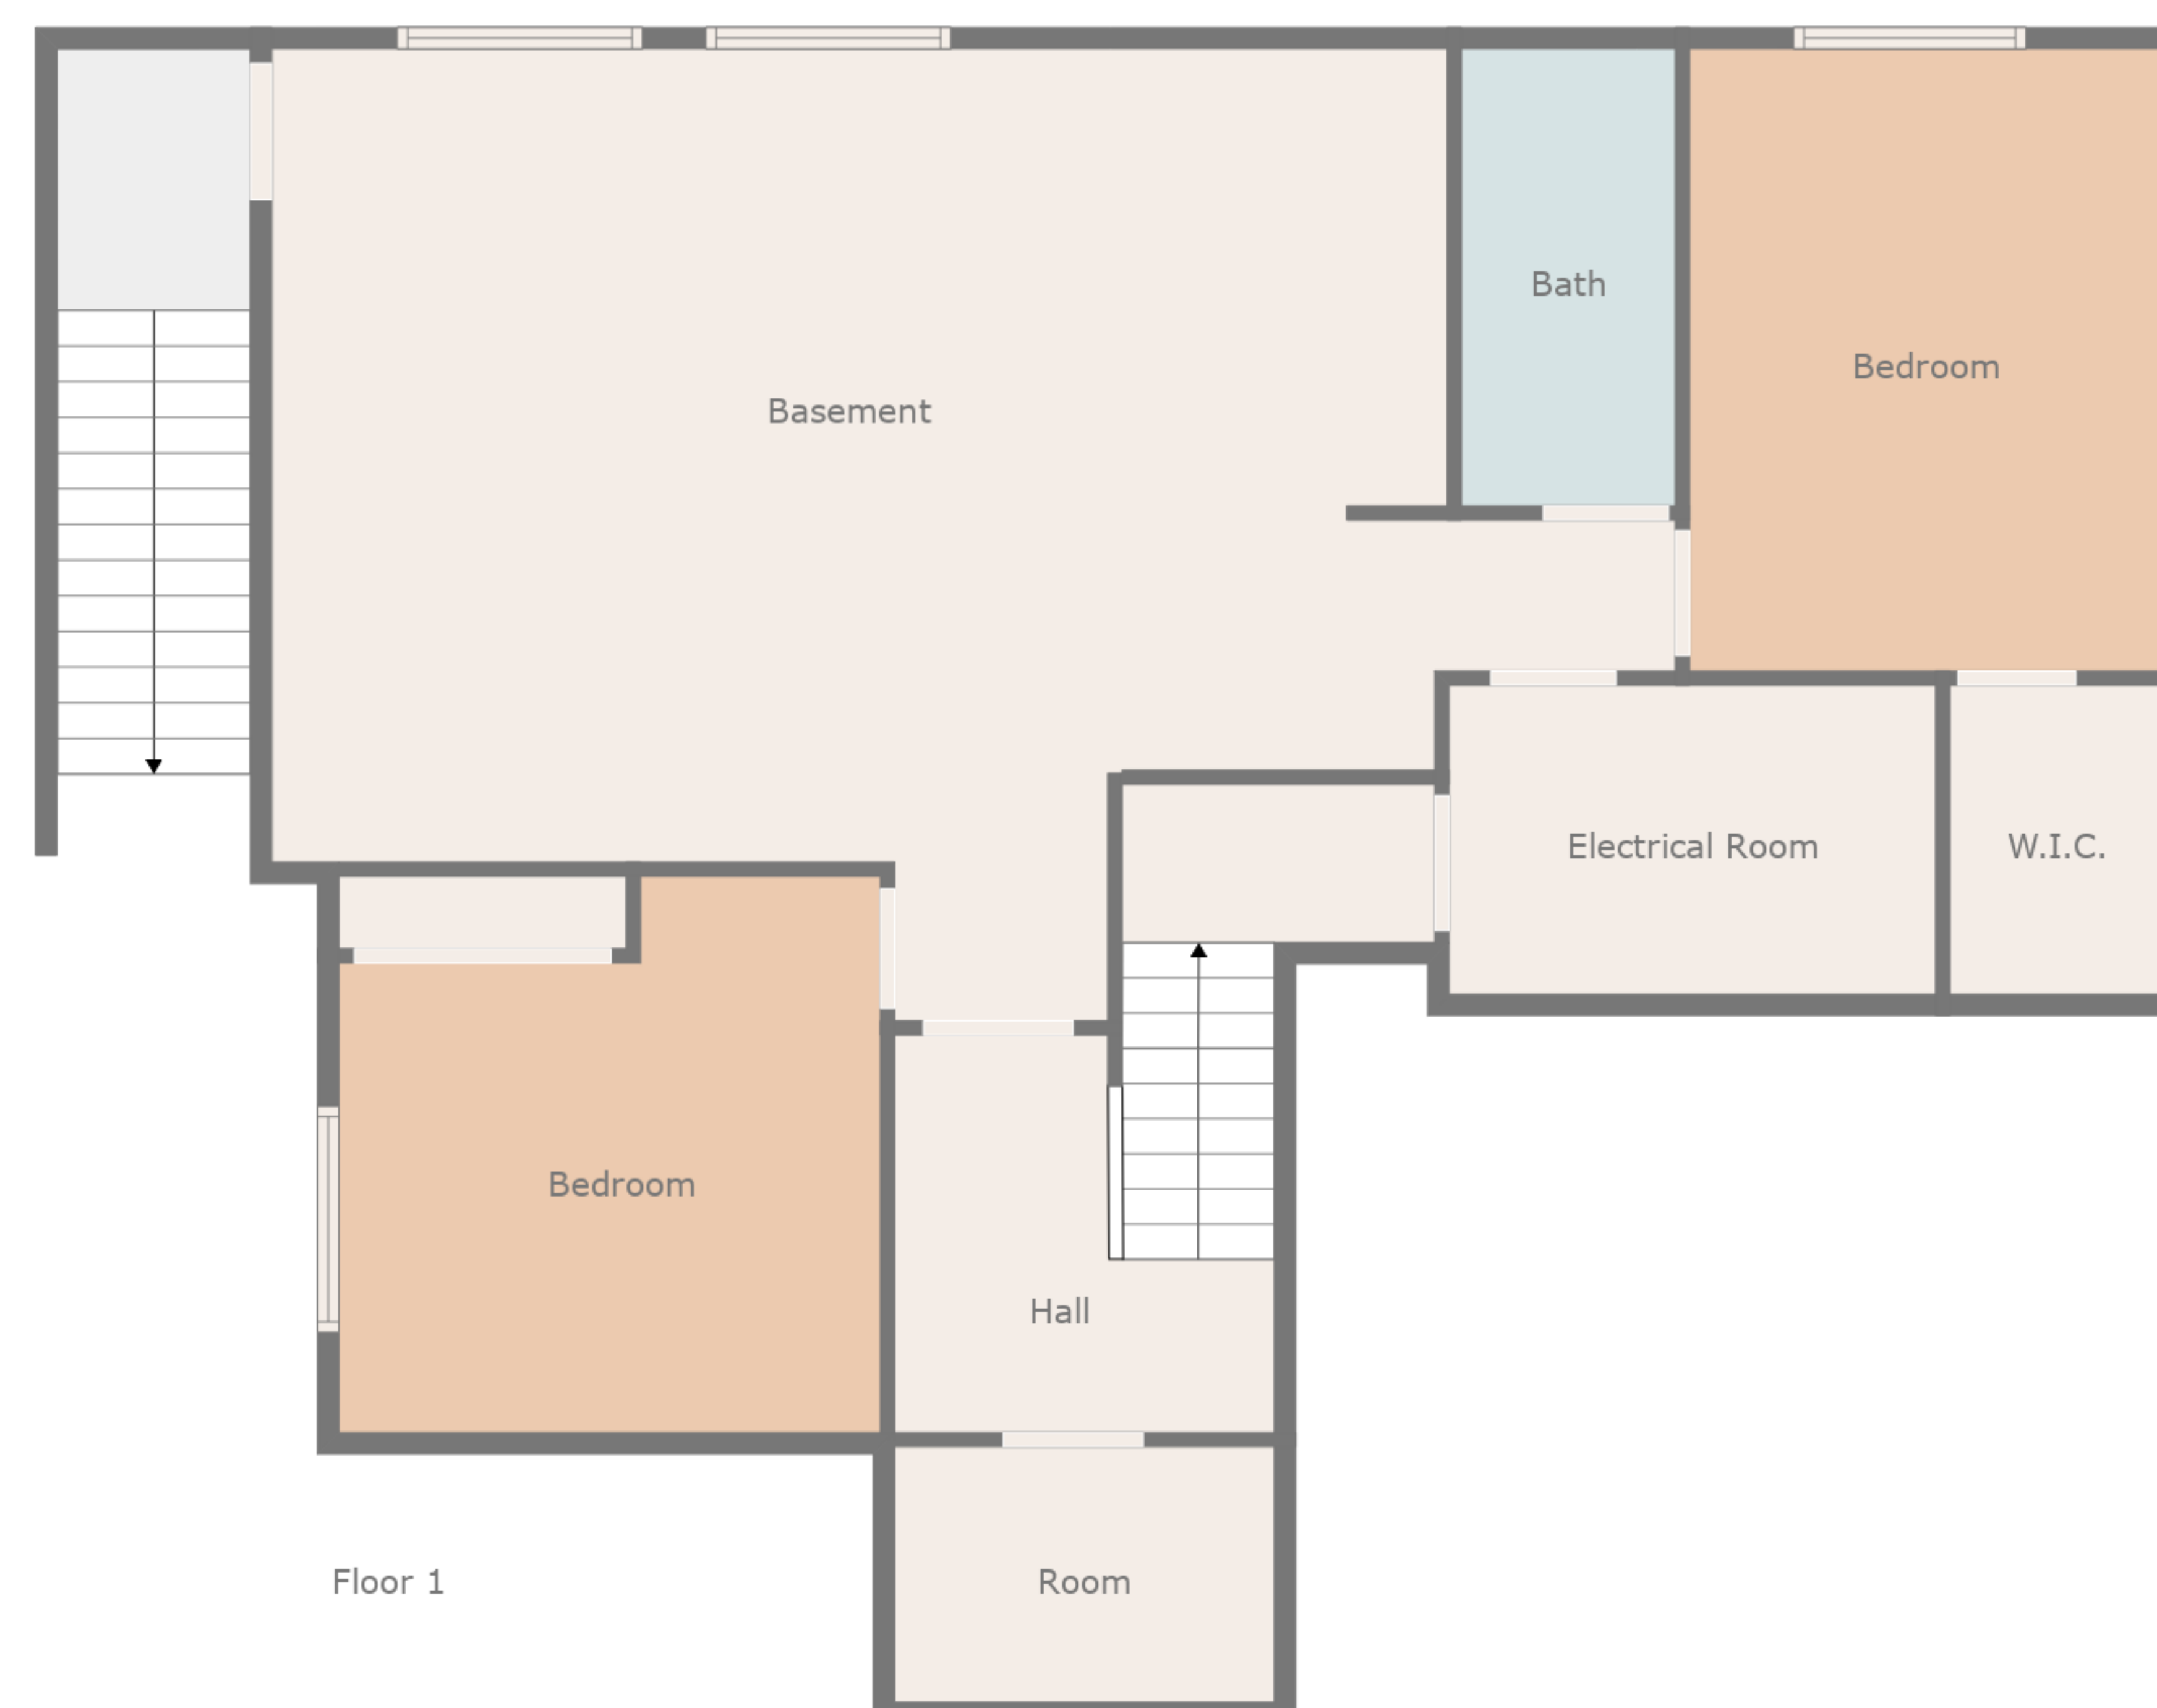 Bath
Bedroom
Basement
Electrical Room
W.I.C.
Bedroom
Hall
Floor 1
Room